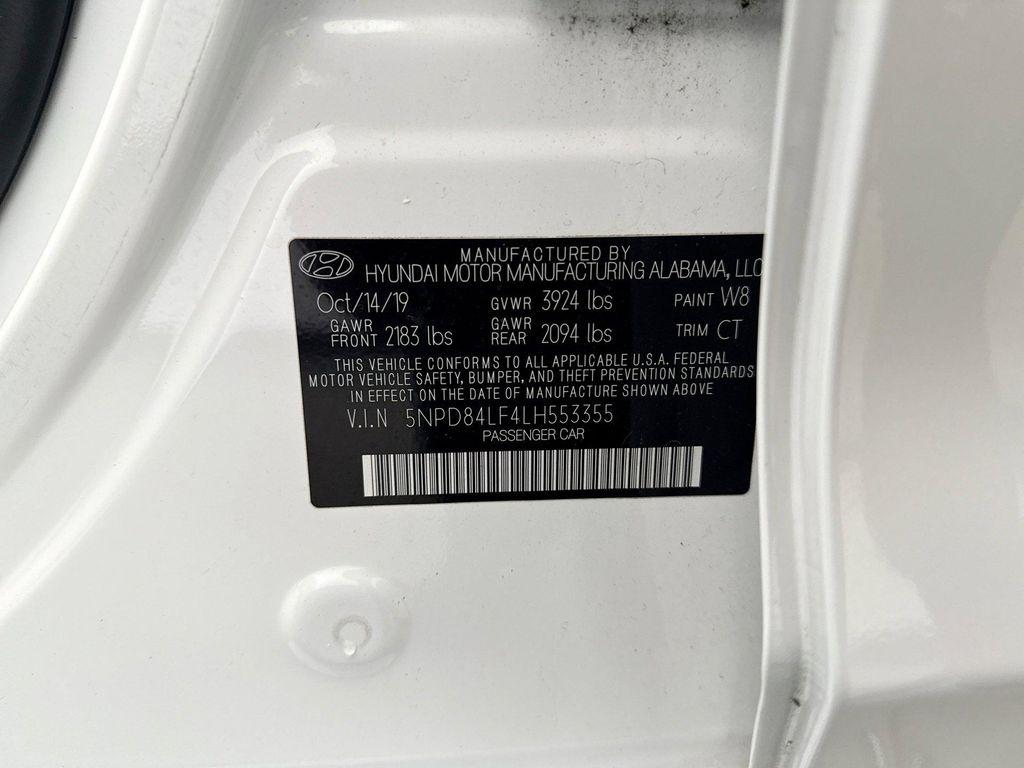 MANUFACTURED BY
HYUNDAI MOTOR MANUFACTURING ALABAMA, LLC
Oct/14/19 GVWR 3924 lbs PAINT W8
GAWR FRONT 2183 lbs GAWR REAR 2094 lbs TRIM CT
THIS VEHICLE CONFORMS TO ALL APPLICABLE U.S.A. FEDERAL
MOTOR VEHICLE SAFETY, BUMPER, AND THEFT PREVENTION STANDARDS
IN EFFECT ON THE DATE OF MANUFACTURE SHOWN ABOVE
V.I.N 5NPD84LF4LH553355
PASSENGER CAR